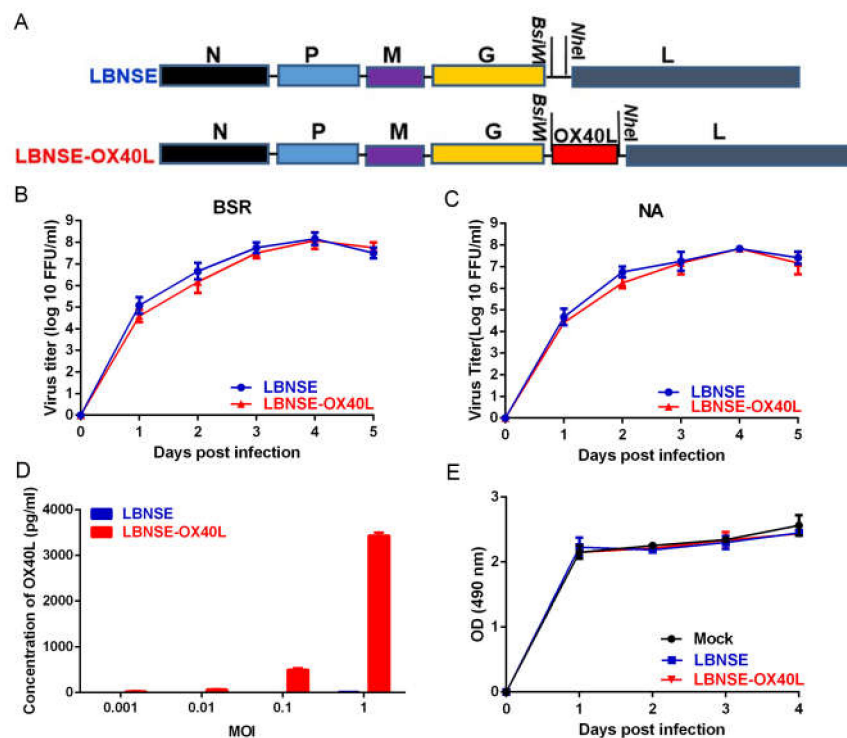 A
N P M G BsiWI NheI L
LBNSE
N P M G BsiWI OX40L NheI L
LBNSE-OX40L
B
BSR
Virus titer (log 10 FFU/ml)
9
8
7
6
5
4
3
2
1
0
0 1 2 3 4 5
Days post infection
LBNSE
LBNSE-OX40L
C
NA
Virus Titer(Log 10 FFU/ml)
9
8
7
6
5
4
3
2
1
0
0 1 2 3 4 5
Days post infection
LBNSE
LBNSE-OX40L
D
Concentration of OX40L (pg/ml)
4000
3000
2000
1000
0
LBNSE
LBNSE-OX40L
0.001 0.01 0.1 1
MOI
E
OD (490 nm)
3
2
1
0
Mock
LBNSE
LBNSE-OX40L
0 1 2 3 4
Days post infection